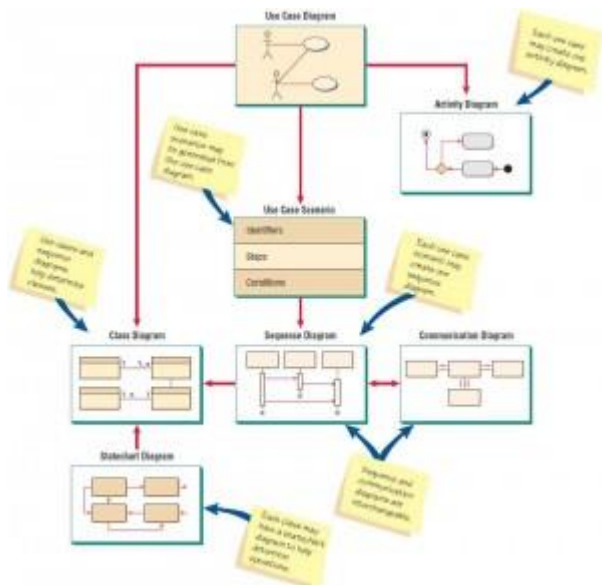 Use Case Diagram
Each use case
may create one
activity diagram.
Activity Diagram
Use case
scenarios may
be generated from
the use case
diagram.
Use Case Scenario
Identifiers
Steps
Conditions
Use cases and
sequence
diagrams
help determine
classes.
Each use case
scenario may
create one
sequence
diagram.
Class Diagram
Sequense Diagram
Communication Diagram
Statechart Diagram
Sequence and
communication
diagrams are
interchangeable.
Each class may
have a statechart
diagram to help
determine
operations.